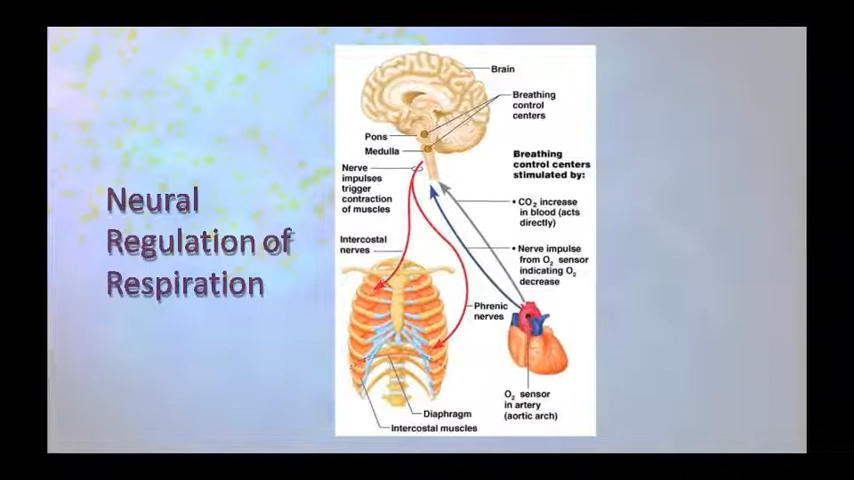 Neural
Regulation of
Respiration
Brain
Breathing
control
centers
Pons
Medulla
Breathing
control centers
stimulated by:
Nerve
impulses
trigger
contraction
of muscles
• CO₂ increase
in blood (acts
directly)
Intercostal
nerves
• Nerve impulse
from O₂ sensor
indicating O₂
decrease
Phrenic
nerves
O₂ sensor
in artery
(aortic arch)
Diaphragm
Intercostal muscles